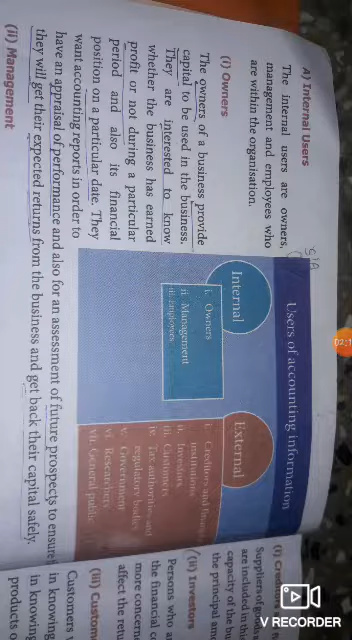 A) Internal Users
The internal users are owners,
management and employees who
are within the organisation.
(i) Owners
The owners of a business provide
capital to be used in the business.
They are interested to know
whether the business has earned
profit or not during a particular
period and also its financial
position on a particular date. They
want accounting reports in order to
have an appraisal of performance and also for an assessment of future prospects to ensure
they will get their expected returns from the business and get back their capital safely.
(ii) Management
Users of accounting information
Internal
i. Owners
ii. Management
iii. Employees
External
i. Creditors and financial
institutions
ii. Investors
iii. Customers
iv. Tax authorities and
regulatory bodies
v. Government
vi. Researchers
vii. General public
(i) Creditors
Suppliers of
are included in this
capacity of the
the principal and
(ii) Investors
Persons who
the financial
more concern
affect the
(iii)
Customers
in knowing
in knowing
products
02:1
V RECORDER